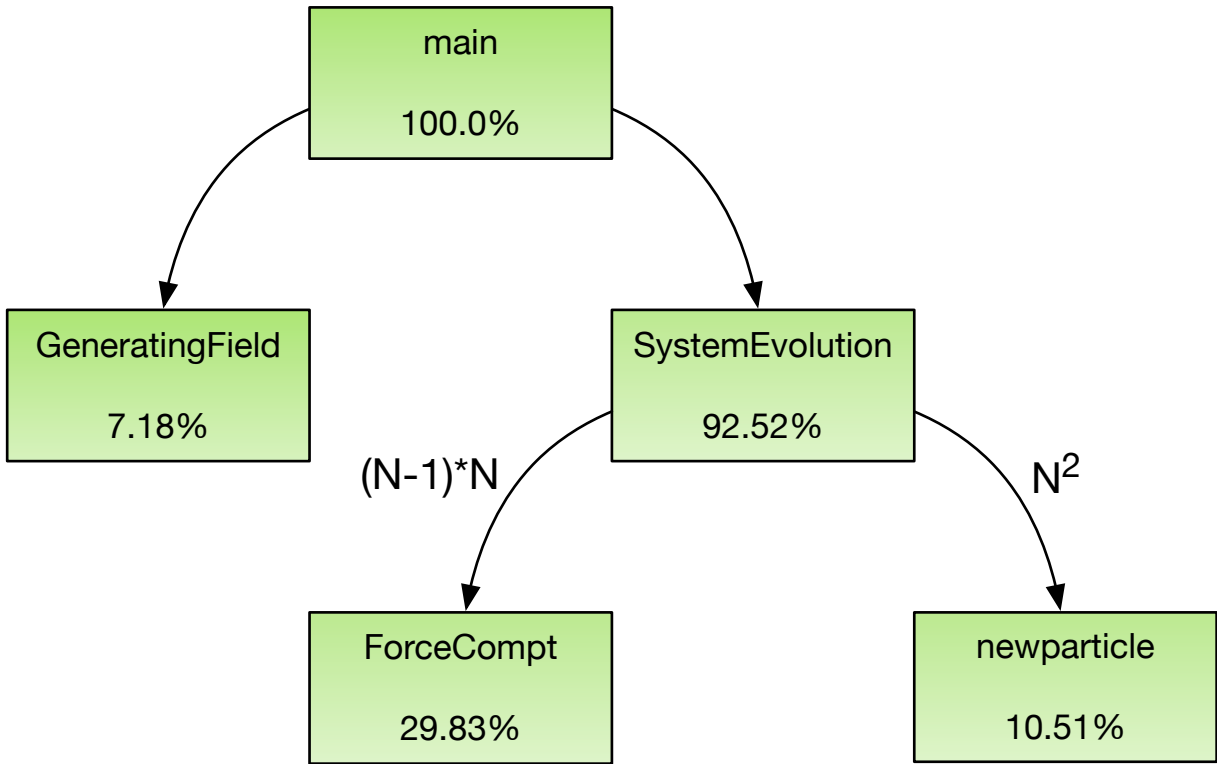 main
100.0%
GeneratingField
7.18%
SystemEvolution
92.52%
(N-1)*N
N²
ForceCompt
29.83%
newparticle
10.51%